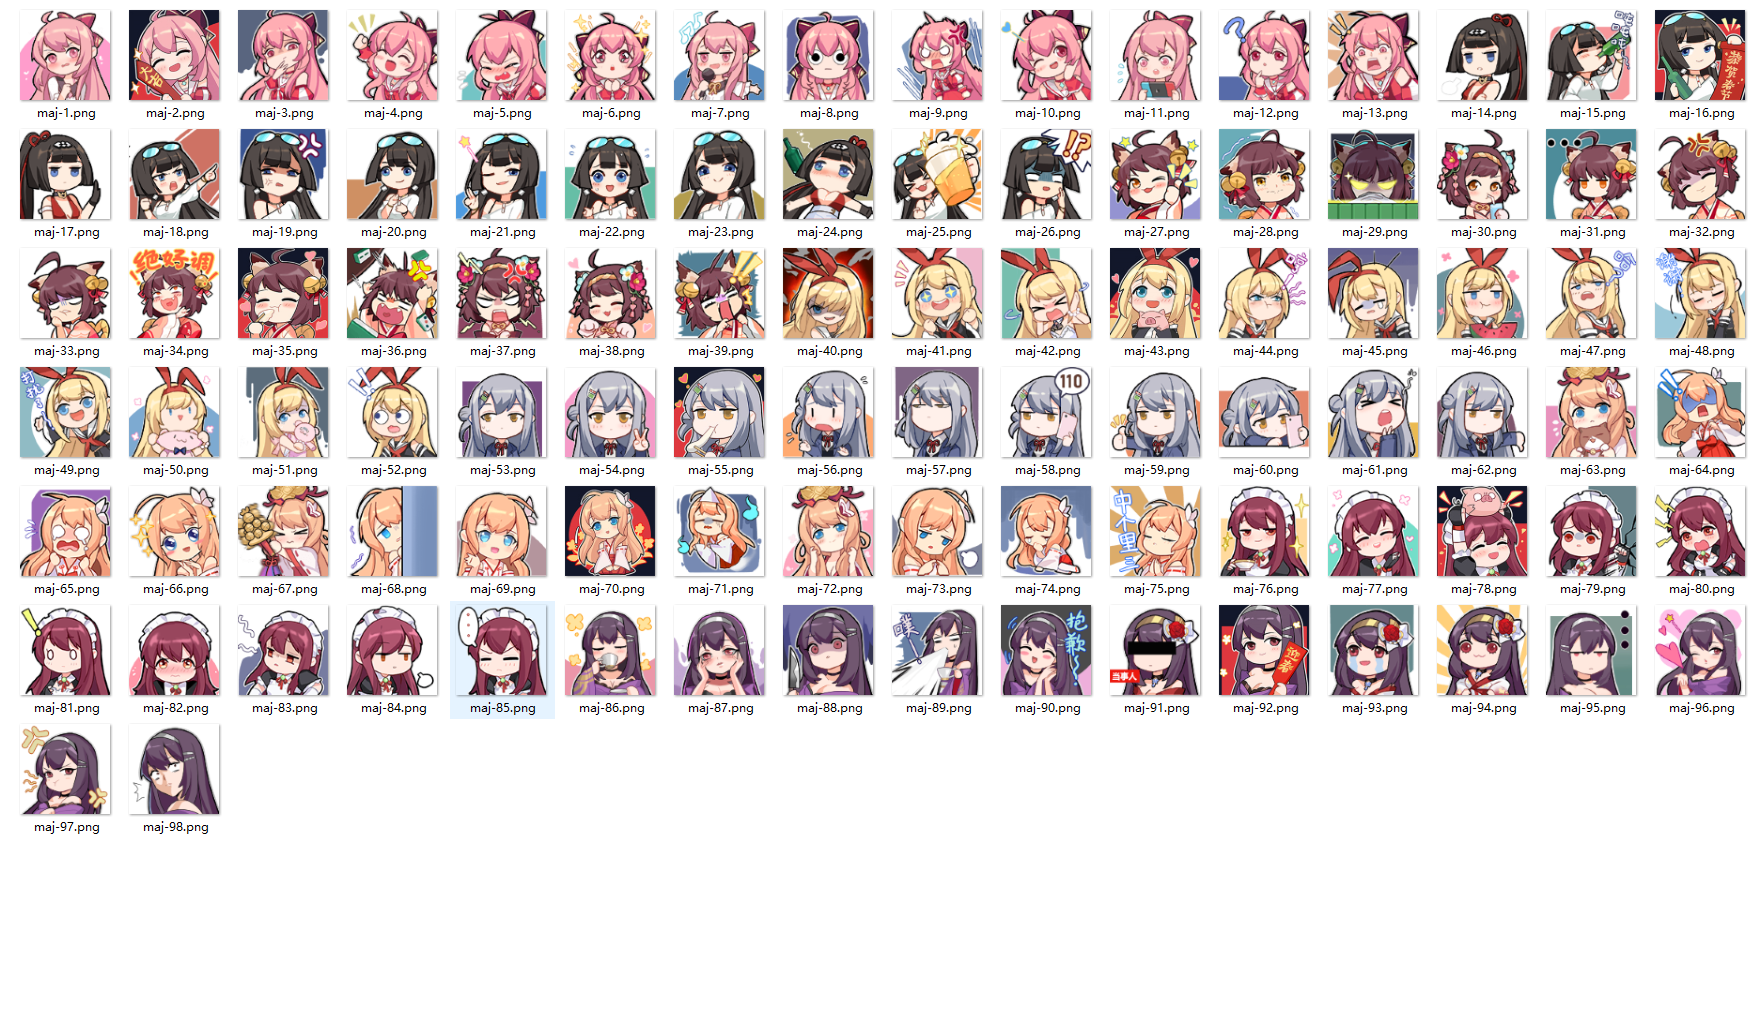 大吉
?
恭贺春节
maj-1.png maj-2.png maj-3.png maj-4.png maj-5.png maj-6.png maj-7.png maj-8.png maj-9.png maj-10.png maj-11.png maj-12.png maj-13.png maj-14.png maj-15.png maj-16.png
!?
maj-17.png maj-18.png maj-19.png maj-20.png maj-21.png maj-22.png maj-23.png maj-24.png maj-25.png maj-26.png maj-27.png maj-28.png maj-29.png maj-30.png maj-31.png maj-32.png
绝好调
maj-33.png maj-34.png maj-35.png maj-36.png maj-37.png maj-38.png maj-39.png maj-40.png maj-41.png maj-42.png maj-43.png maj-44.png maj-45.png maj-46.png maj-47.png maj-48.png
110
maj-49.png maj-50.png maj-51.png maj-52.png maj-53.png maj-54.png maj-55.png maj-56.png maj-57.png maj-58.png maj-59.png maj-60.png maj-61.png maj-62.png maj-63.png maj-64.png
中
里
maj-65.png maj-66.png maj-67.png maj-68.png maj-69.png maj-70.png maj-71.png maj-72.png maj-73.png maj-74.png maj-75.png maj-76.png maj-77.png maj-78.png maj-79.png maj-80.png
!
噗
抱歉~
当事人
迎春
maj-81.png maj-82.png maj-83.png maj-84.png maj-85.png maj-86.png maj-87.png maj-88.png maj-89.png maj-90.png maj-91.png maj-92.png maj-93.png maj-94.png maj-95.png maj-96.png
maj-97.png maj-98.png